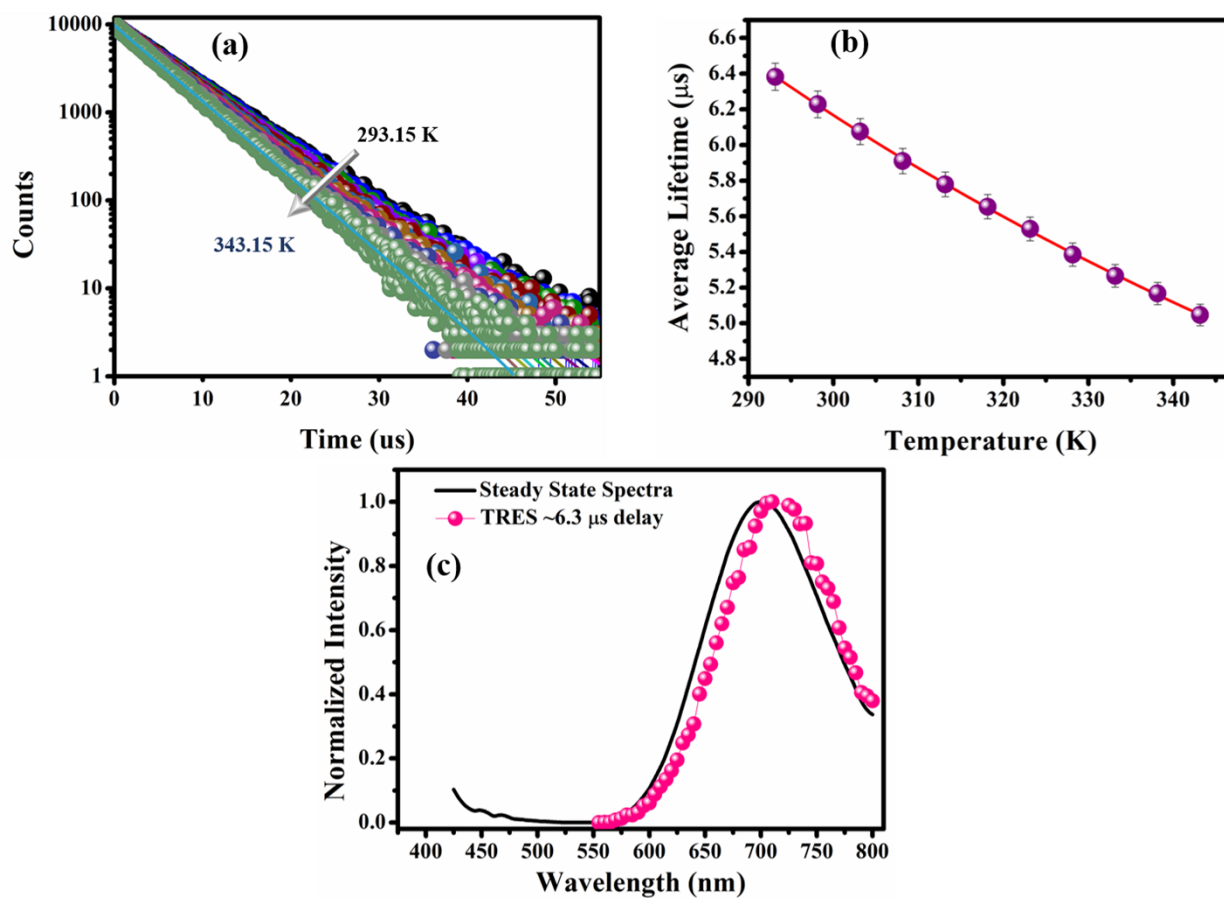 (a)
10000
1000
100
10
1
Counts
293.15 K
343.15 K
0 10 20 30 40 50
Time (us)
(b)
6.6
6.4
6.2
6.0
5.8
5.6
5.4
5.2
5.0
4.8
Average Lifetime (μs)
290 300 310 320 330 340
Temperature (K)
Steady State Spectra
TRES ~6.3 μs delay
(c)
1.0
0.8
0.6
0.4
0.2
0.0
Normalized Intensity
400 450 500 550 600 650 700 750 800
Wavelength (nm)